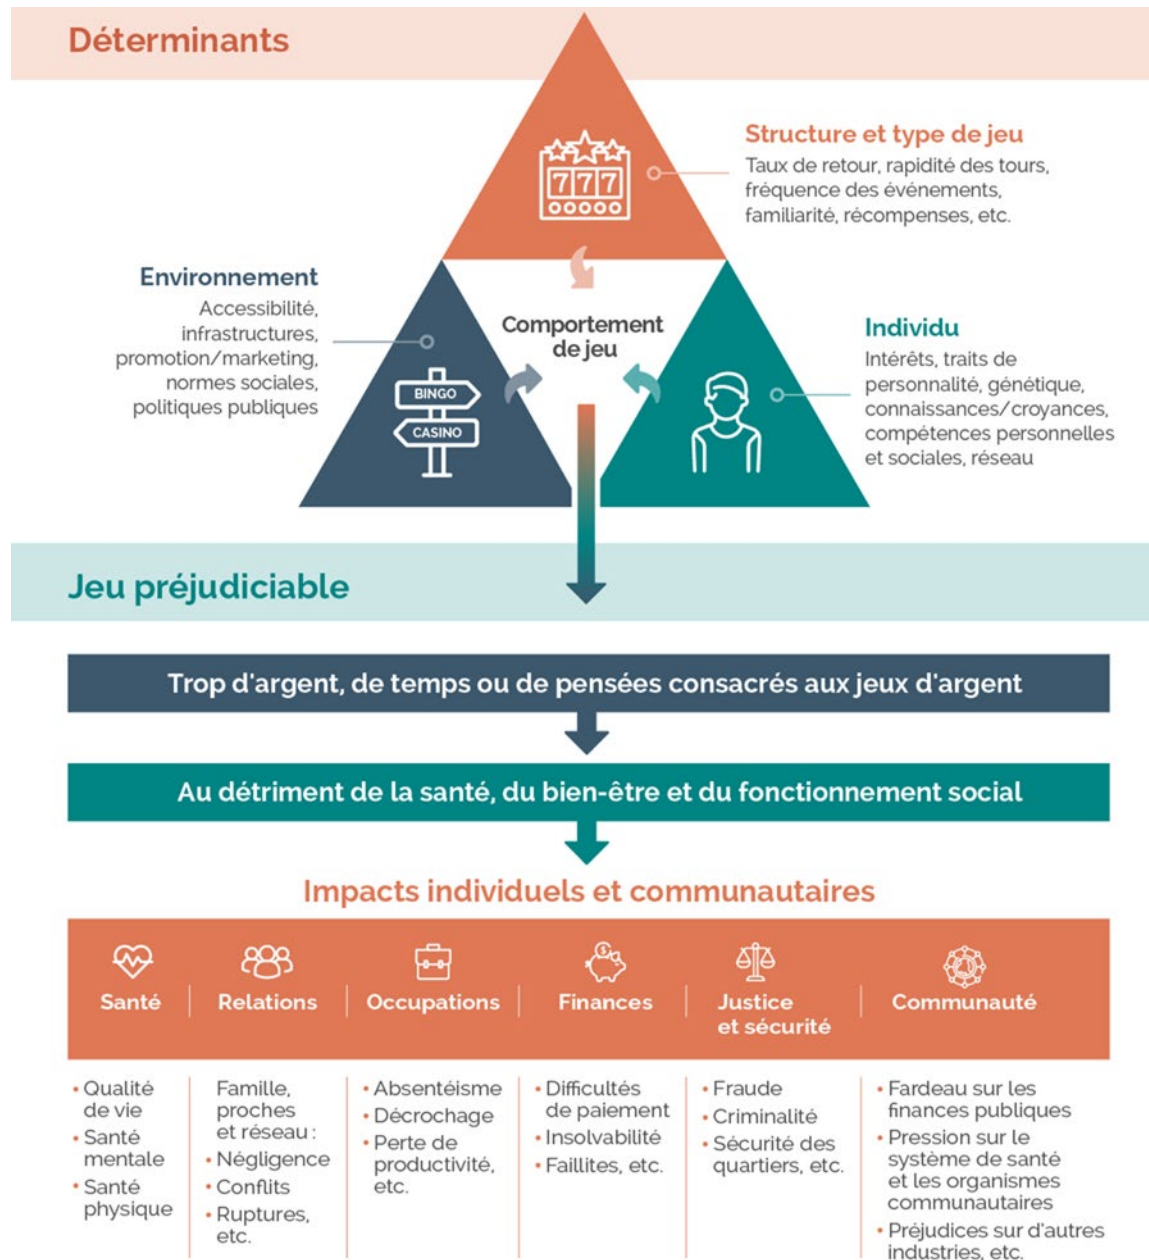 Déterminants
Structure et type de jeu
Taux de retour, rapidité des tours,
fréquence des événements,
familiarité, récompenses, etc.
777
Environnement
Accessibilité,
infrastructures,
promotion/marketing,
normes sociales,
politiques publiques
BINGO
CASINO
Comportement
de jeu
Individu
Intérêts, traits de
personnalité, génétique,
connaissances/croyances,
compétences personnelles
et sociales, réseau
Jeu préjudiciable
Trop d'argent, de temps ou de pensées consacrés aux jeux d'argent
Au détriment de la santé, du bien-être et du fonctionnement social
Impacts individuels et communautaires
$
Santé
Relations
Occupations
Finances
Justice
et sécurité
Communauté
• Qualité
de vie
• Santé
mentale
• Santé
physique
Famille,
proches
et réseau :
• Négligence
• Conflits
• Ruptures,
etc.
• Absentéisme
• Décrochage
• Perte de
productivité,
etc.
• Difficultés
de paiement
• Insolvabilité
• Faillites, etc.
• Fraude
• Criminalité
• Sécurité des
quartiers, etc.
• Fardeau sur les
finances publiques
• Pression sur le
système de santé
et les organismes
communautaires
• Préjudices sur d'autres
industries, etc.